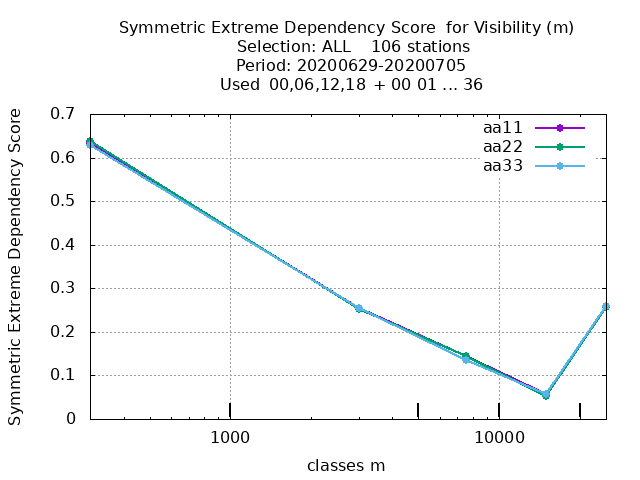 Symmetric Extreme Dependency Score  for Visibility (m)
Selection: ALL    106 stations
Period: 20200629-20200705
Used  00,06,12,18  + 00 01 ... 36
Symmetric Extreme Dependency Score
0.7
0.6
0.5
0.4
0.3
0.2
0.1
0
aa11
aa22
aa33
1000
10000
classes m